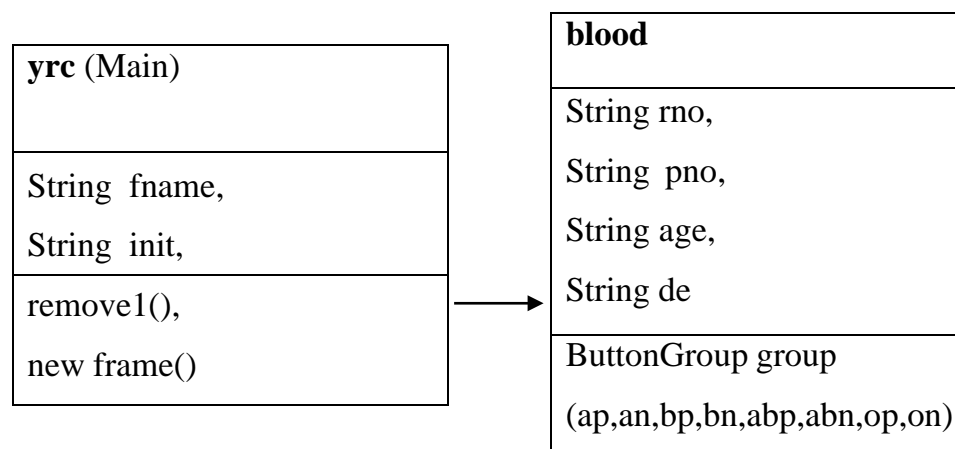 yrc (Main)
String fname,
String init,
remove1(),
new frame()
blood
String rno,
String pno,
String age,
String de
ButtonGroup group
(ap,an,bp,bn,abp,abn,op,on)